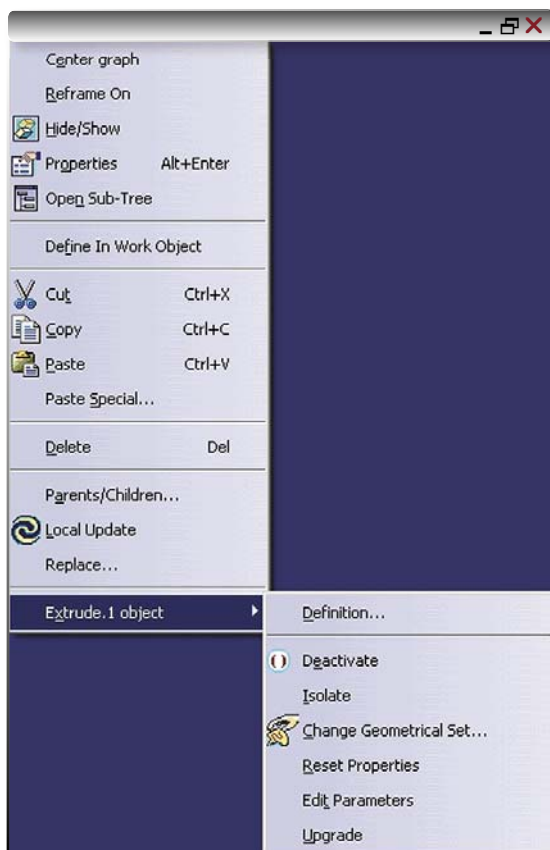 Center graph
Reframe On
Hide/Show
Properties Alt+Enter
Open Sub-Tree
Define In Work Object
Cut Ctrl+X
Copy Ctrl+C
Paste Ctrl+V
Paste Special...
Delete Del
Parents/Children...
Local Update
Replace...
Extrude.1 object
Definition...
Deactivate
Isolate
Change Geometrical Set...
Reset Properties
Edit Parameters
Upgrade